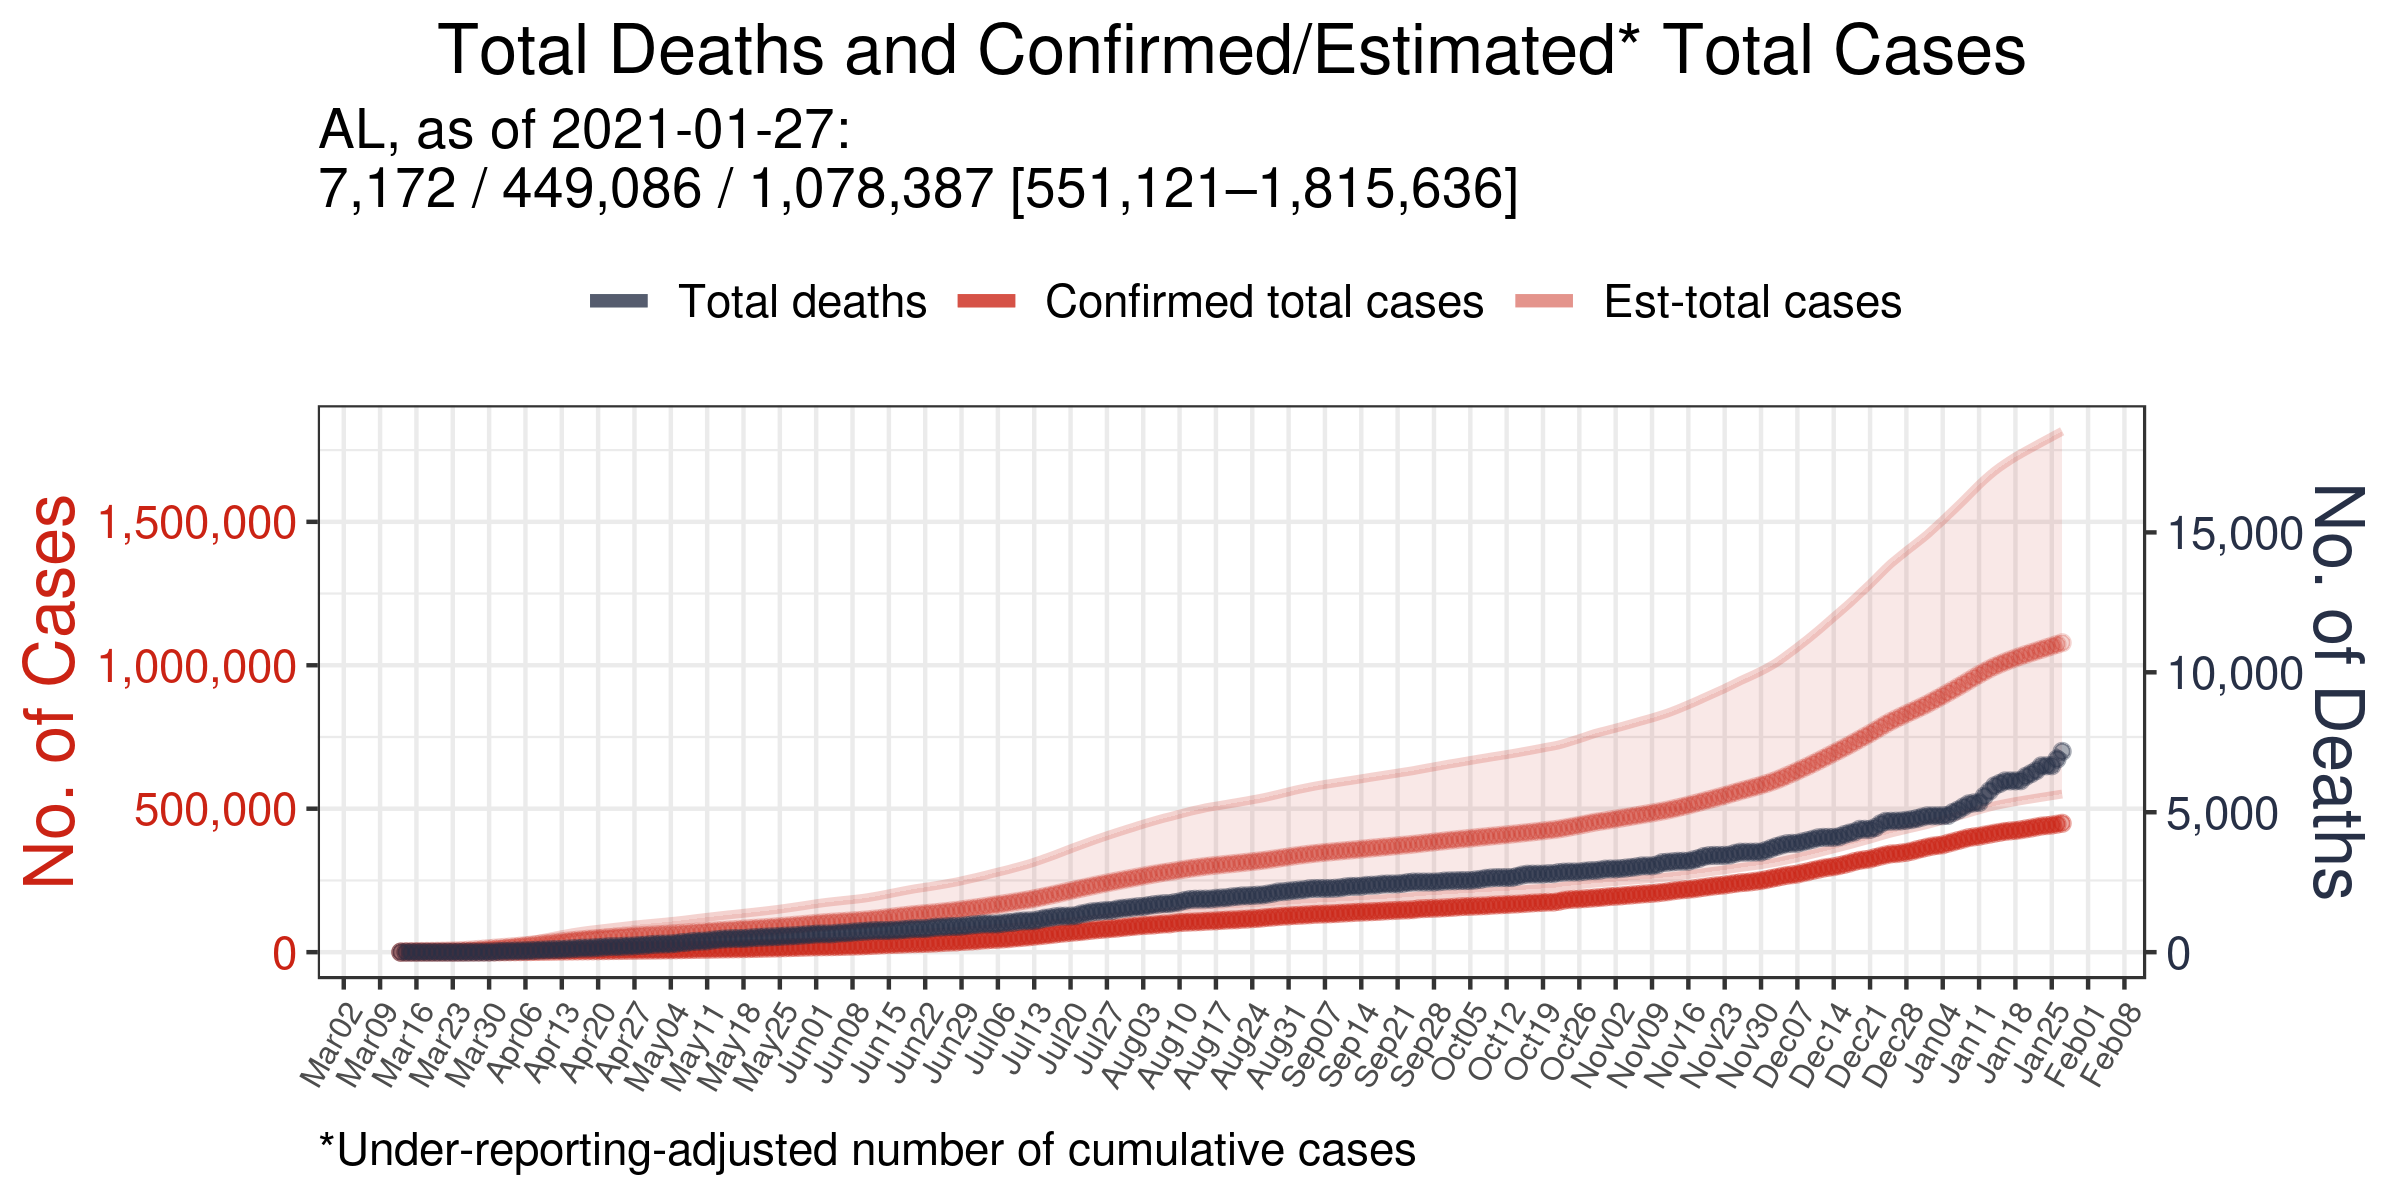 Total Deaths and Confirmed/Estimated* Total Cases
AL, as of 2021-01-27:
7,172 / 449,086 / 1,078,387 [551,121–1,815,636]
Total deaths
Confirmed total cases
Est-total cases
No. of Cases
1,500,000
1,000,000
500,000
0
15,000
10,000
5,000
0
No. of Deaths
Mar02
Mar09
Mar16
Mar23
Mar30
Apr06
Apr13
Apr20
Apr27
May04
May11
May18
May25
Jun01
Jun08
Jun15
Jun22
Jun29
Jul06
Jul13
Jul20
Jul27
Aug03
Aug10
Aug17
Aug24
Aug31
Sep07
Sep14
Sep21
Sep28
Oct05
Oct12
Oct19
Oct26
Nov02
Nov09
Nov16
Nov23
Nov30
Dec07
Dec14
Dec21
Dec28
Jan04
Jan11
Jan18
Jan25
Feb01
Feb08
*Under-reporting-adjusted number of cumulative cases